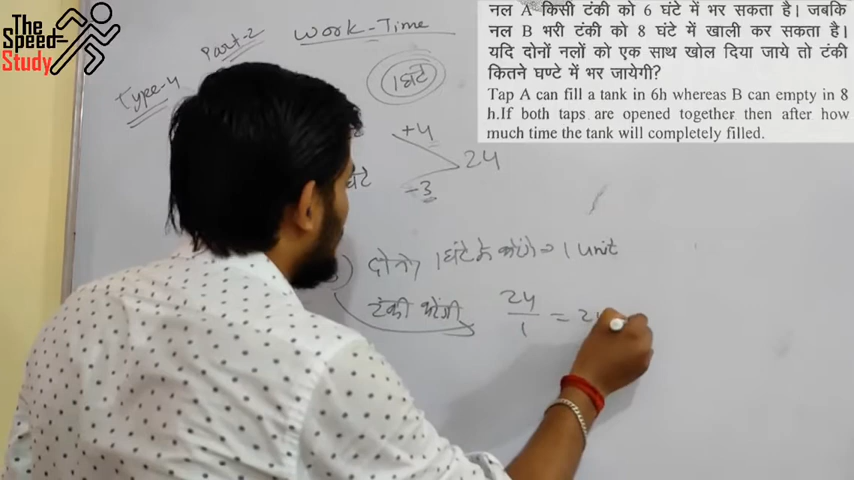 The
Speed
Study
नल A किसी टंकी को 6 घंटे में भर सकता है। जबकि
नल B भरी टंकी को 8 घंटे में खाली कर सकता है।
यदि दोनों नलों को एक साथ खोल दिया जाये तो टंकी
कितने घण्टे में भर जायेगी?
Tap A can fill a tank in 6h whereas B can empty in 8
h.If both taps are opened together then after how
much time the tank will completely filled.
Type-4 Part-2 Work-Time
1 घंटे
+4
24
घंटे
-3
दोनो 1 घंटे मे = 1 unit
टंकी भरेगी 24/1 = 2